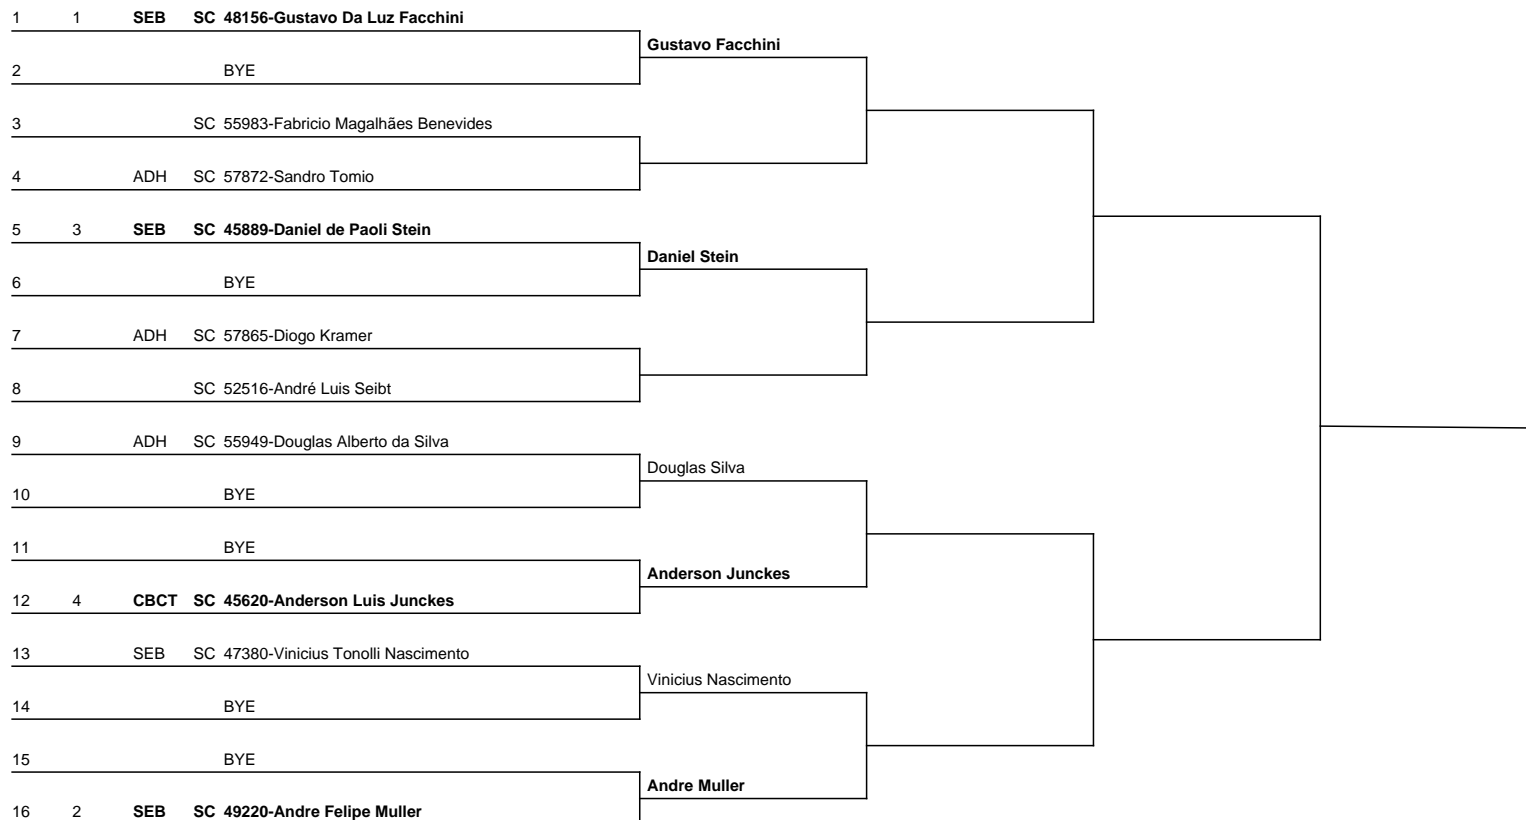 1 1 SEB SC 48156-Gustavo Da Luz Facchini
Gustavo Facchini
2 BYE
3 SC 55983-Fabricio Magalhães Benevides
4 ADH SC 57872-Sandro Tomio
5 3 SEB SC 45889-Daniel de Paoli Stein
Daniel Stein
6 BYE
7 ADH SC 57865-Diogo Kramer
8 SC 52516-André Luis Seibt
9 ADH SC 55949-Douglas Alberto da Silva
Douglas Silva
10 BYE
11 BYE
Anderson Junckes
12 4 CBCT SC 45620-Anderson Luis Junckes
13 SEB SC 47380-Vinicius Tonolli Nascimento
Vinicius Nascimento
14 BYE
15 BYE
Andre Muller
16 2 SEB SC 49220-Andre Felipe Muller